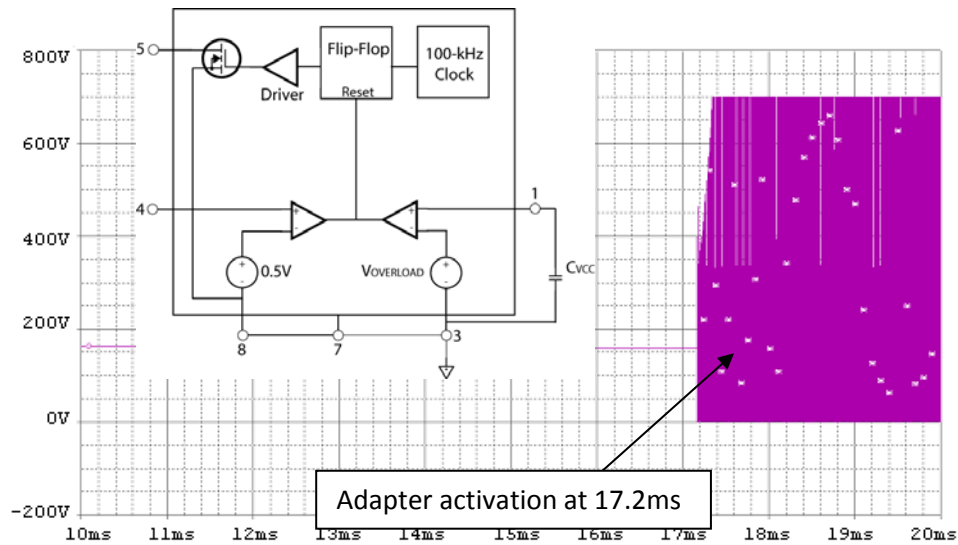 800V
600V
400V
200V
0V
-200V
5
Driver
Flip-Flop
Reset
100-kHz
Clock
4
+
-
+
-
1
+
-
0.5V
VOVERLOAD
+
-
CVCC
8
7
3
Adapter activation at 17.2ms
10ms 11ms 12ms 13ms 14ms 15ms 16ms 17ms 18ms 19ms 20ms